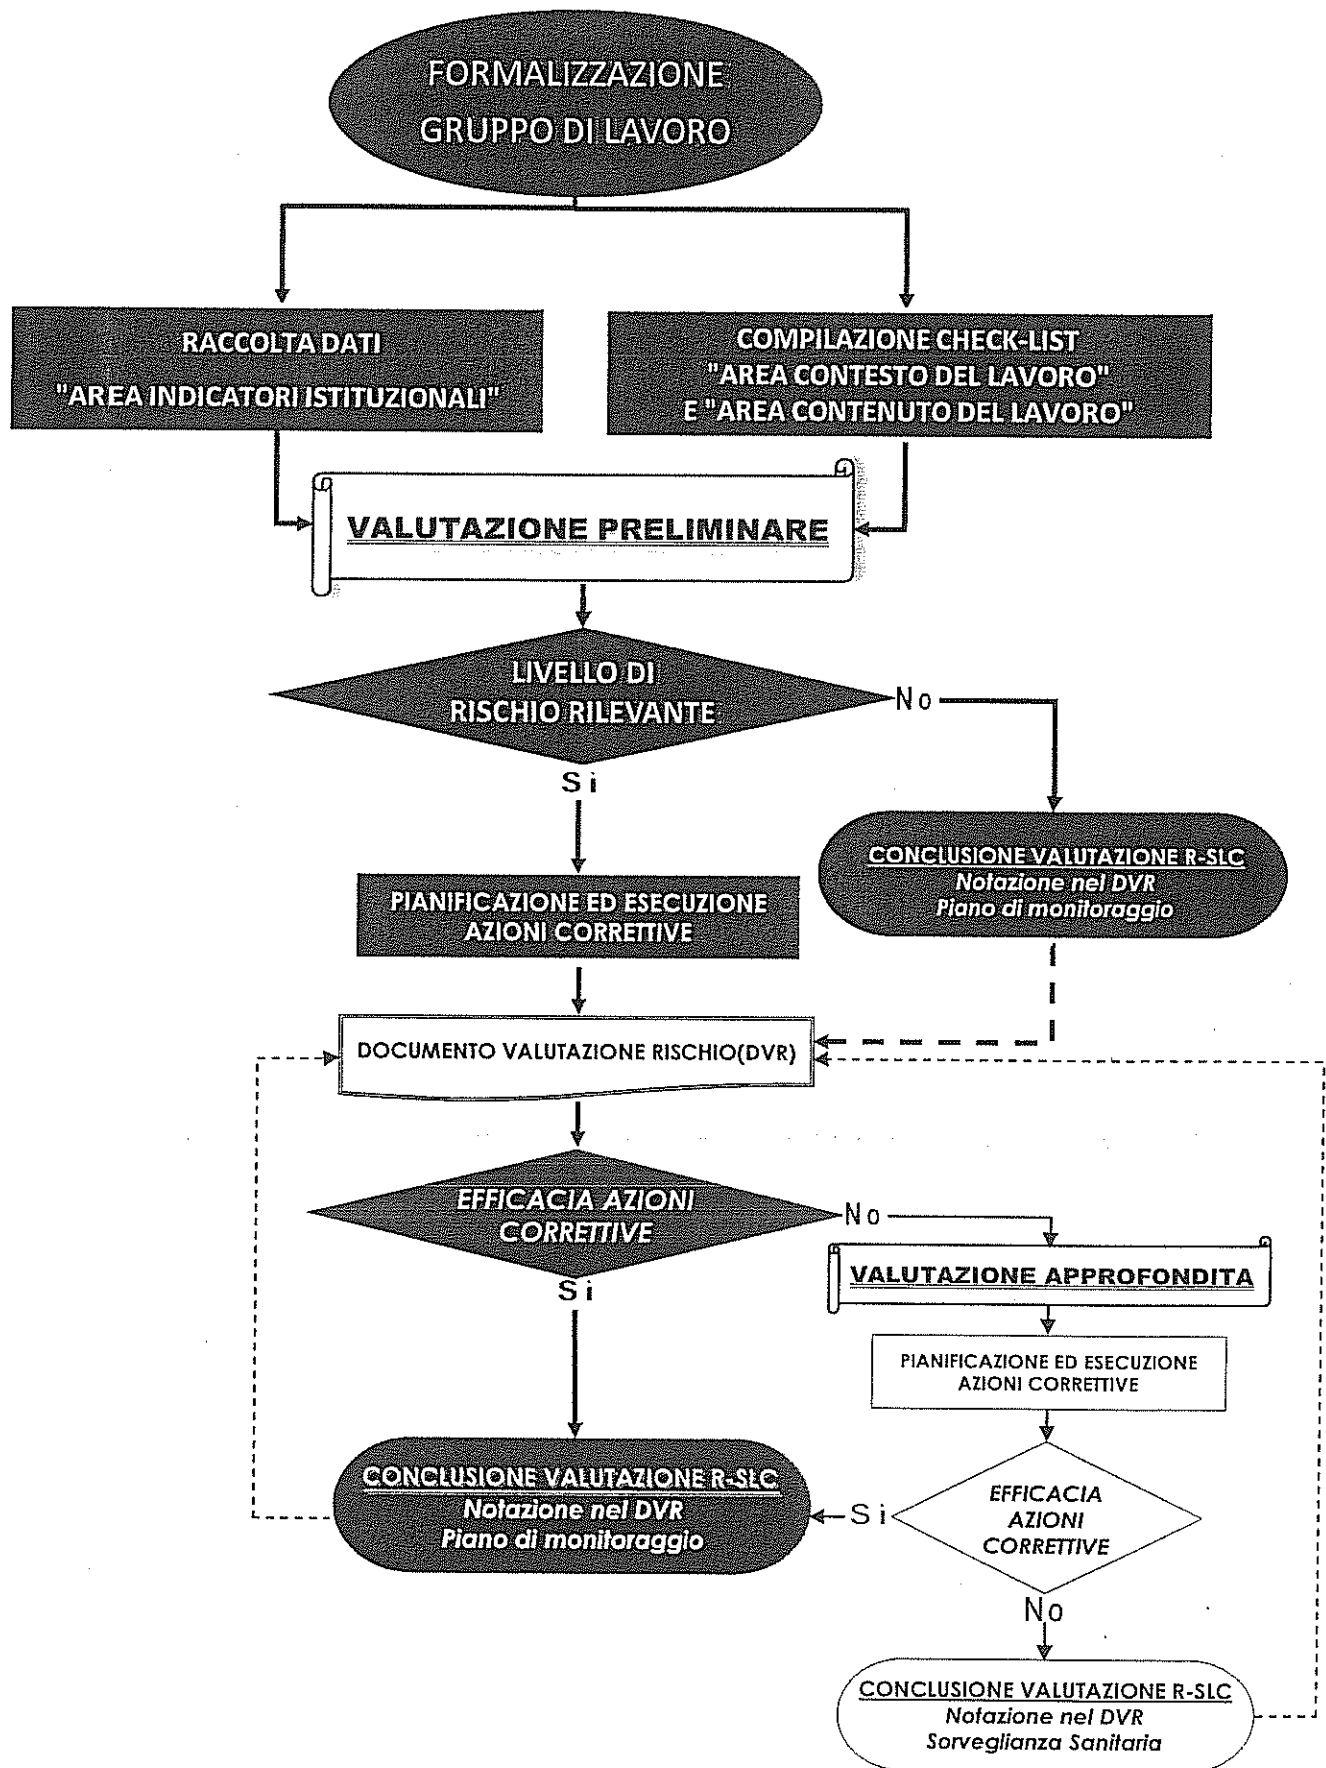 FORMALIZZAZIONE
GRUPPO DI LAVORO
RACCOLTA DATI
"AREA INDICATORI ISTITUZIONALI"
COMPILAZIONE CHECK-LIST
"AREA CONTESTO DEL LAVORO"
E "AREA CONTENUTO DEL LAVORO"
VALUTAZIONE PRELIMINARE
LIVELLO DI
RISCHIO RILEVANTE
No
Si
CONCLUSIONE VALUTAZIONE R-SLC
Notazione nel DVR
Piano di monitoraggio
PIANIFICAZIONE ED ESECUZIONE
AZIONI CORRETTIVE
DOCUMENTO VALUTAZIONE RISCHIO(DVR)
EFFICACIA AZIONI
CORRETTIVE
No
Si
VALUTAZIONE APPROFONDITA
PIANIFICAZIONE ED ESECUZIONE
AZIONI CORRETTIVE
CONCLUSIONE VALUTAZIONE R-SLC
Notazione nel DVR
Piano di monitoraggio
Si
EFFICACIA
AZIONI
CORRETTIVE
No
CONCLUSIONE VALUTAZIONE R-SLC
Notazione nel DVR
Sorveglianza Sanitaria